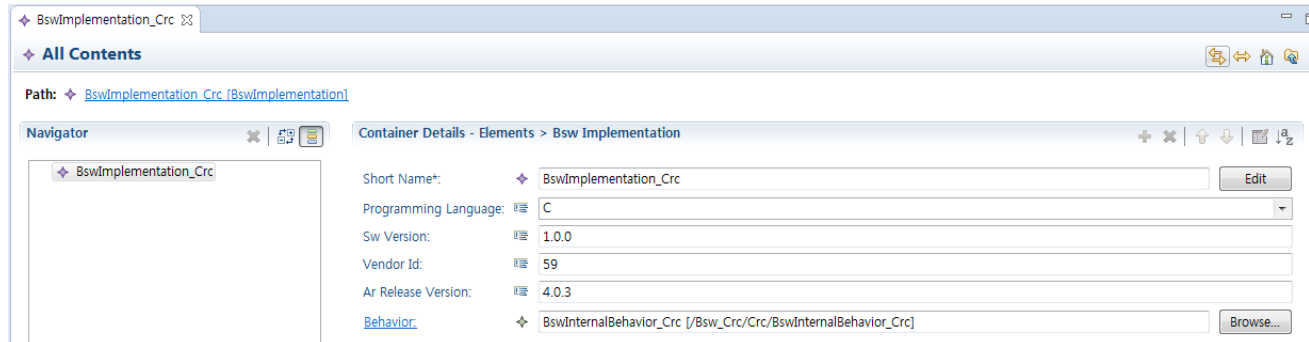 BswImplementation_Crc
All Contents
Path: BswImplementation_Crc [BswImplementation]
Navigator
Container Details - Elements > Bsw Implementation
BswImplementation_Crc
Short Name*: BswImplementation_Crc Edit
Programming Language: C
Sw Version: 1.0.0
Vendor Id: 59
Ar Release Version: 4.0.3
Behavior: BswInternalBehavior_Crc [/Bsw_Crc/Crc/BswInternalBehavior_Crc] Browse...